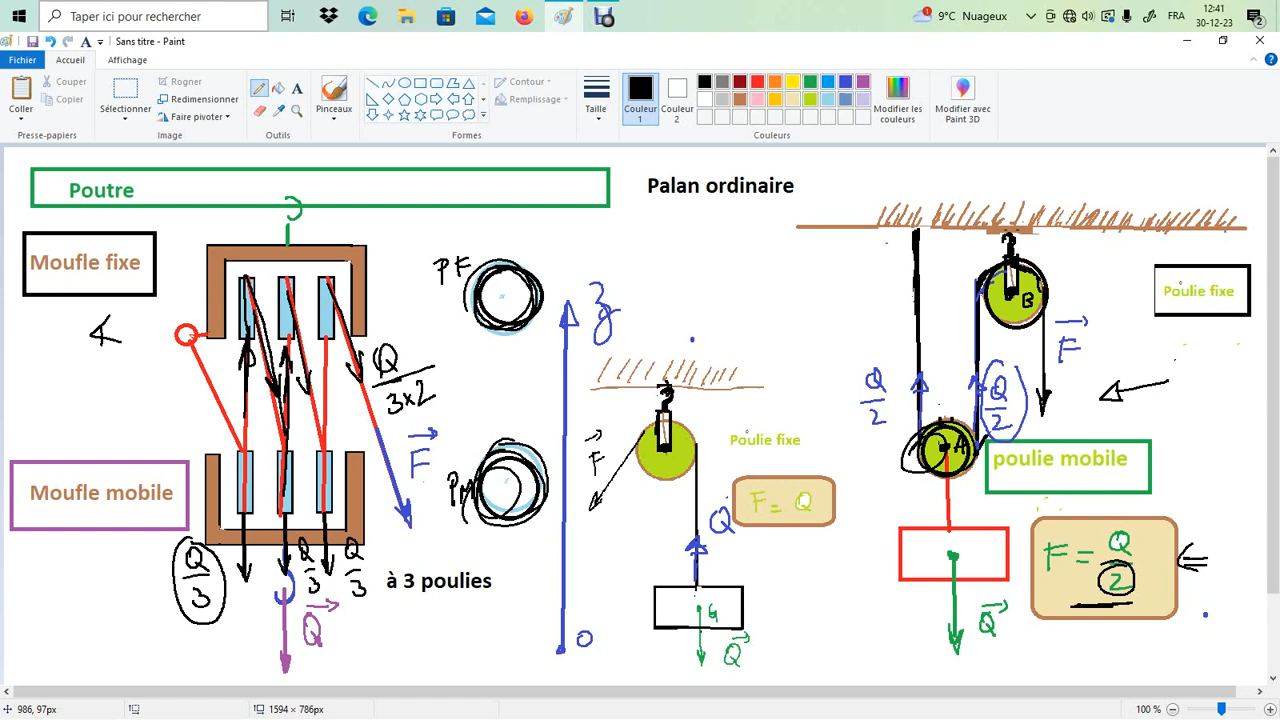 Taper ici pour rechercher
9°C Nuageux
FRA
12:41
30-12-23
2
Sans titre - Paint
Fichier
Accueil
Affichage
Coller
Couper
Copier
Presse-papiers
Sélectionner
Rogner
Redimensionner
Faire pivoter
Image
A
Outils
Pinceaux
Contour
Remplissage
Formes
Taille
Couleur 1
Couleur 2
Couleurs
Modifier les couleurs
Modifier avec Paint 3D
Poutre
Palan ordinaire
Moufle fixe
Moufle mobile
PF
PM
Q
3x2
F
Q
3
Q
3
Q
3
à 3 poulies
Q
z
O
F
Poulie fixe
F = Q
Q
G
Q
B
Poulie fixe
F
Q
2
Q
2
A
poulie mobile
F = Q
2
Q
986, 97px
1594 × 786px
100 %